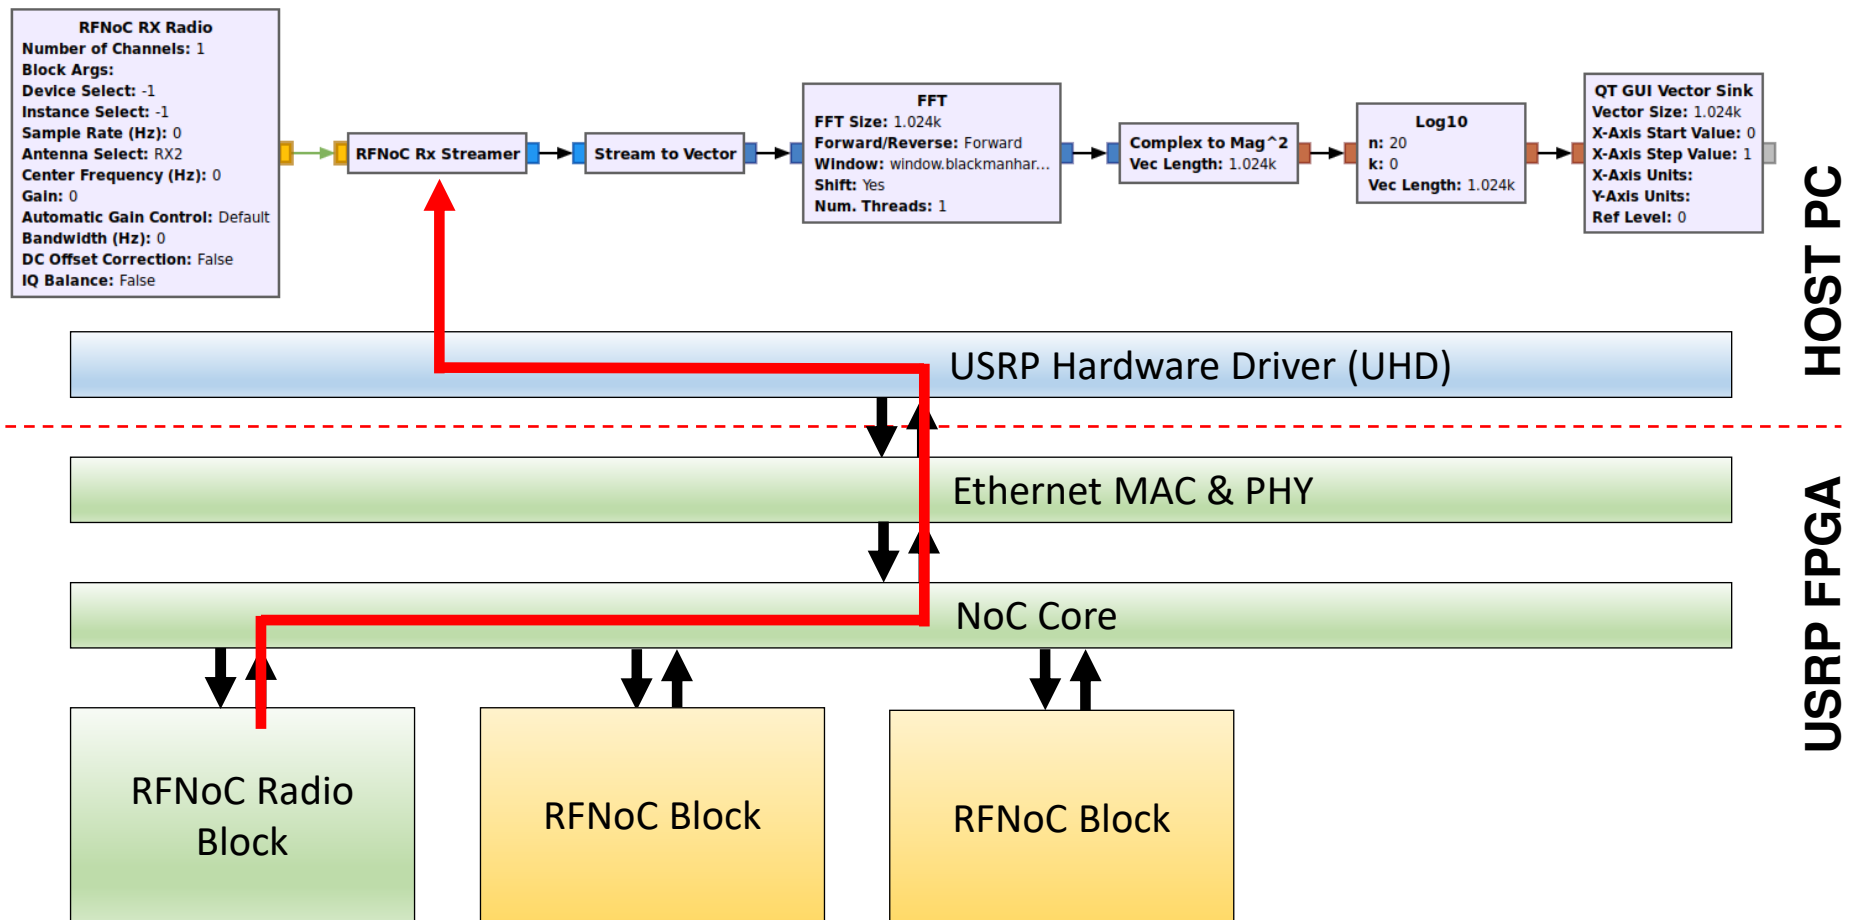 RFNoC RX Radio
Number of Channels: 1
Block Args:
Device Select: -1
Instance Select: -1
Sample Rate (Hz): 0
Antenna Select: RX2
Center Frequency (Hz): 0
Gain: 0
Automatic Gain Control: Default
Bandwidth (Hz): 0
DC Offset Correction: False
IQ Balance: False
RFNoC Rx Streamer
Stream to Vector
FFT
FFT Size: 1.024k
Forward/Reverse: Forward
Window: window.blackmanhar...
Shift: Yes
Num. Threads: 1
Complex to Mag^2
Vec Length: 1.024k
Log10
n: 20
k: 0
Vec Length: 1.024k
QT GUI Vector Sink
Vector Size: 1.024k
X-Axis Start Value: 0
X-Axis Step Value: 1
X-Axis Units:
Y-Axis Units:
Ref Level: 0
HOST PC
USRP Hardware Driver (UHD)
Ethernet MAC & PHY
NoC Core
USRP FPGA
RFNoC Radio
Block
RFNoC Block
RFNoC Block